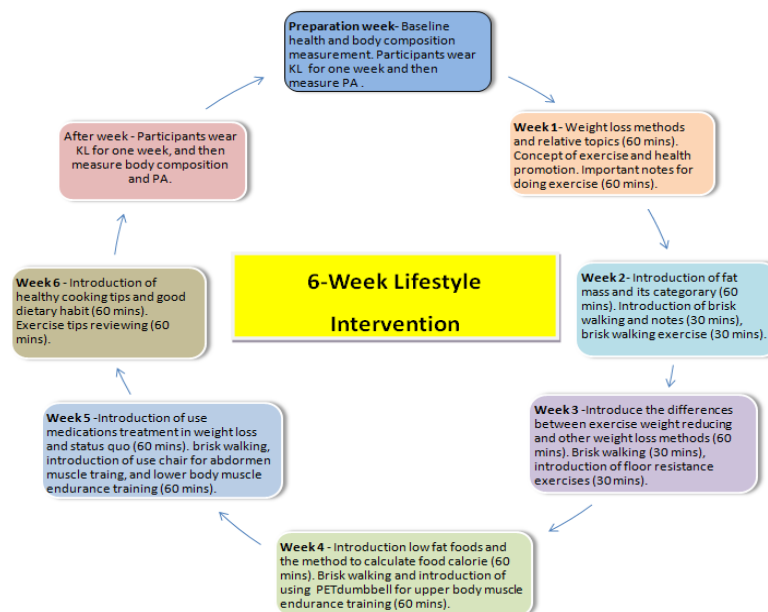 Preparation week- Baseline
health and body composition
measurement. Participants wear
KL for one week and then
measure PA .
Week 1- Weight loss methods
and relative topics (60 mins).
Concept of exercise and health
promotion. Important notes for
doing exercise (60 mins).
Week 2- Introduction of fat
mass and its categorary (60
mins). Introduction of brisk
walking and notes (30 mins),
brisk walking exercise (30 mins).
Week 3 -Introduce the differences
between exercise weight reducing
and other weight loss methods (60
mins). Brisk walking (30 mins),
introduction of floor resistance
exercises (30 mins).
Week 4 - Introduction low fat foods and
the method to calculate food calorie (60
mins). Brisk walking and introduction of
using PETdumbbell for upper body muscle
endurance training (60 mins).
Week 5 -Introduction of use
medications treatment in weight loss
and status quo (60 mins). brisk walking,
introduction of use chair for abdormen
muscle traing, and lower body muscle
endurance training (60 mins).
Week 6 - Introduction of
healthy cooking tips and good
dietary habit (60 mins).
Exercise tips reviewing (60
mins).
After week - Participants wear
KL for one week, and then
measure body composition
and PA.
6-Week Lifestyle
Intervention